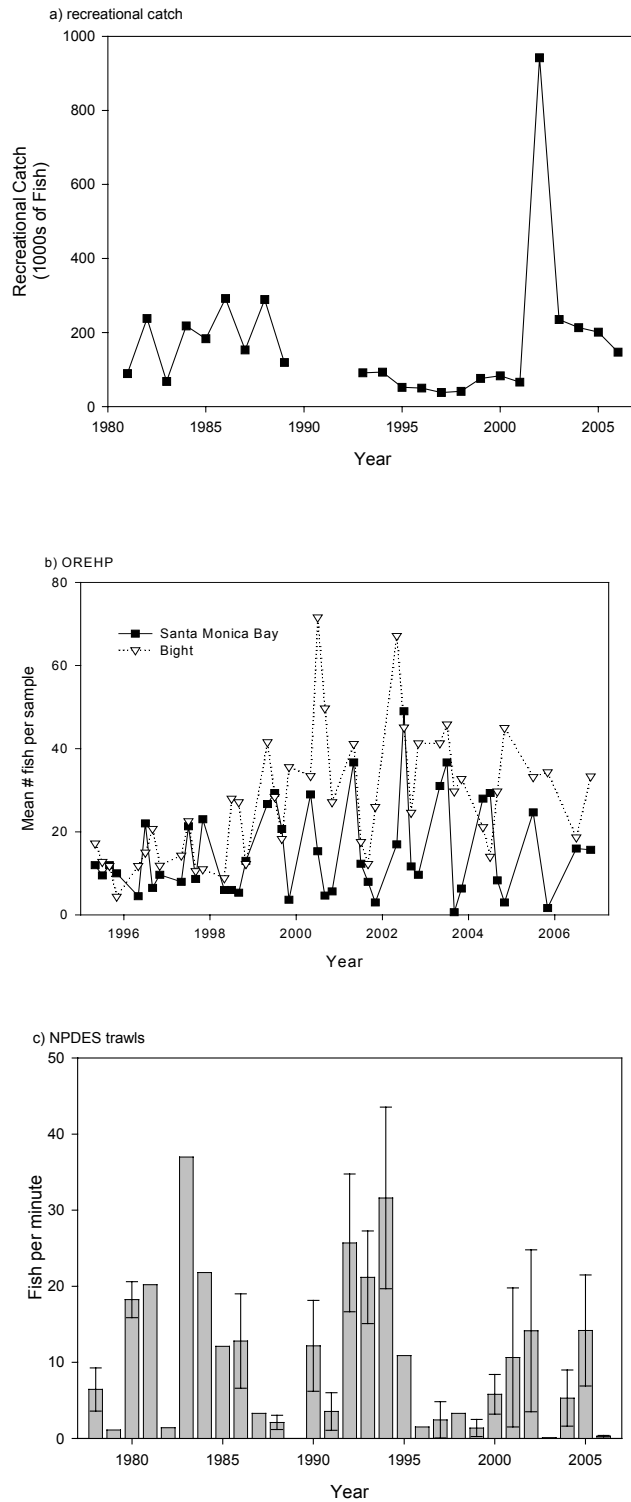 a) recreational catch
1000
800
600
400
200
0
Recreational Catch
(1000s of Fish)
1980 1985 1990 1995 2000 2005
Year
b) OREHP
80
60
40
20
0
Mean # fish per sample
Santa Monica Bay
Bight
1996 1998 2000 2002 2004 2006
Year
c) NPDES trawls
50
40
30
20
10
0
Fish per minute
1980 1985 1990 1995 2000 2005
Year